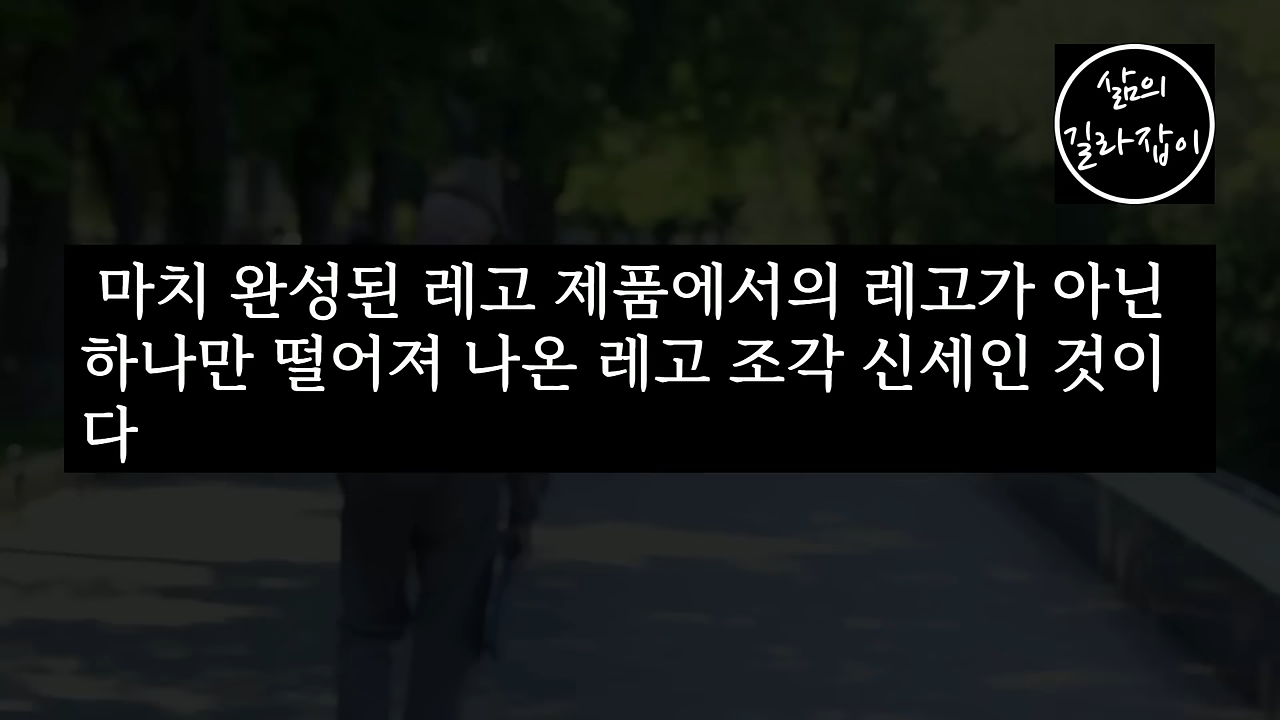 삶의
길라잡이
마치 완성된 레고 제품에서의 레고가 아닌
하나만 떨어져 나온 레고 조각 신세인 것이
다